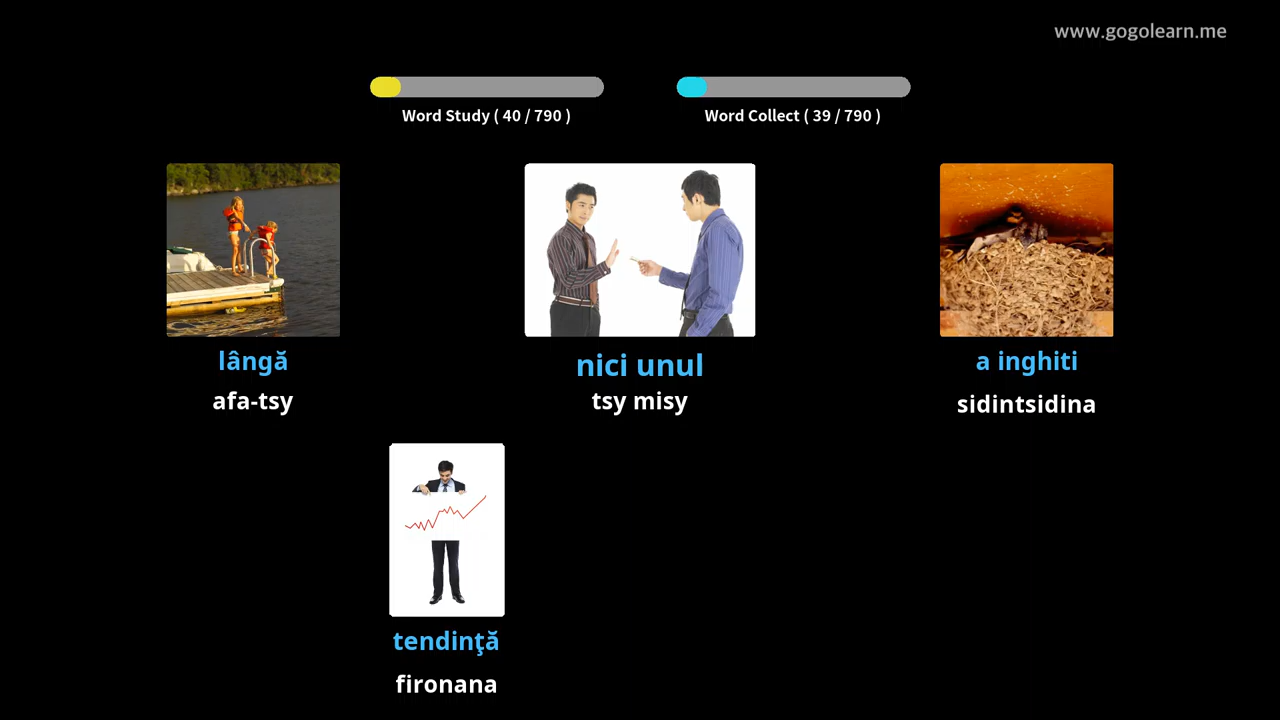 www.gogolearn.me
Word Study ( 40 / 790 )
Word Collect ( 39 / 790 )
lângă
afa-tsy
nici unul
tsy misy
a inghiti
sidintsidina
tendinţă
fironana